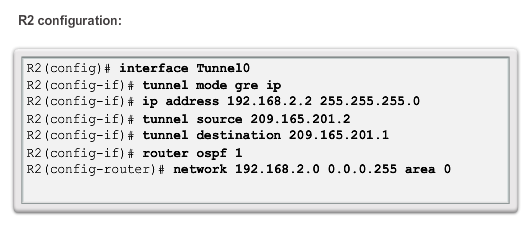 R2 configuration:
R2(config)# interface Tunnel0
R2(config-if)# tunnel mode gre ip
R2(config-if)# ip address 192.168.2.2 255.255.255.0
R2(config-if)# tunnel source 209.165.201.2
R2(config-if)# tunnel destination 209.165.201.1
R2(config-if)# router ospf 1
R2(config-router)# network 192.168.2.0 0.0.0.255 area 0